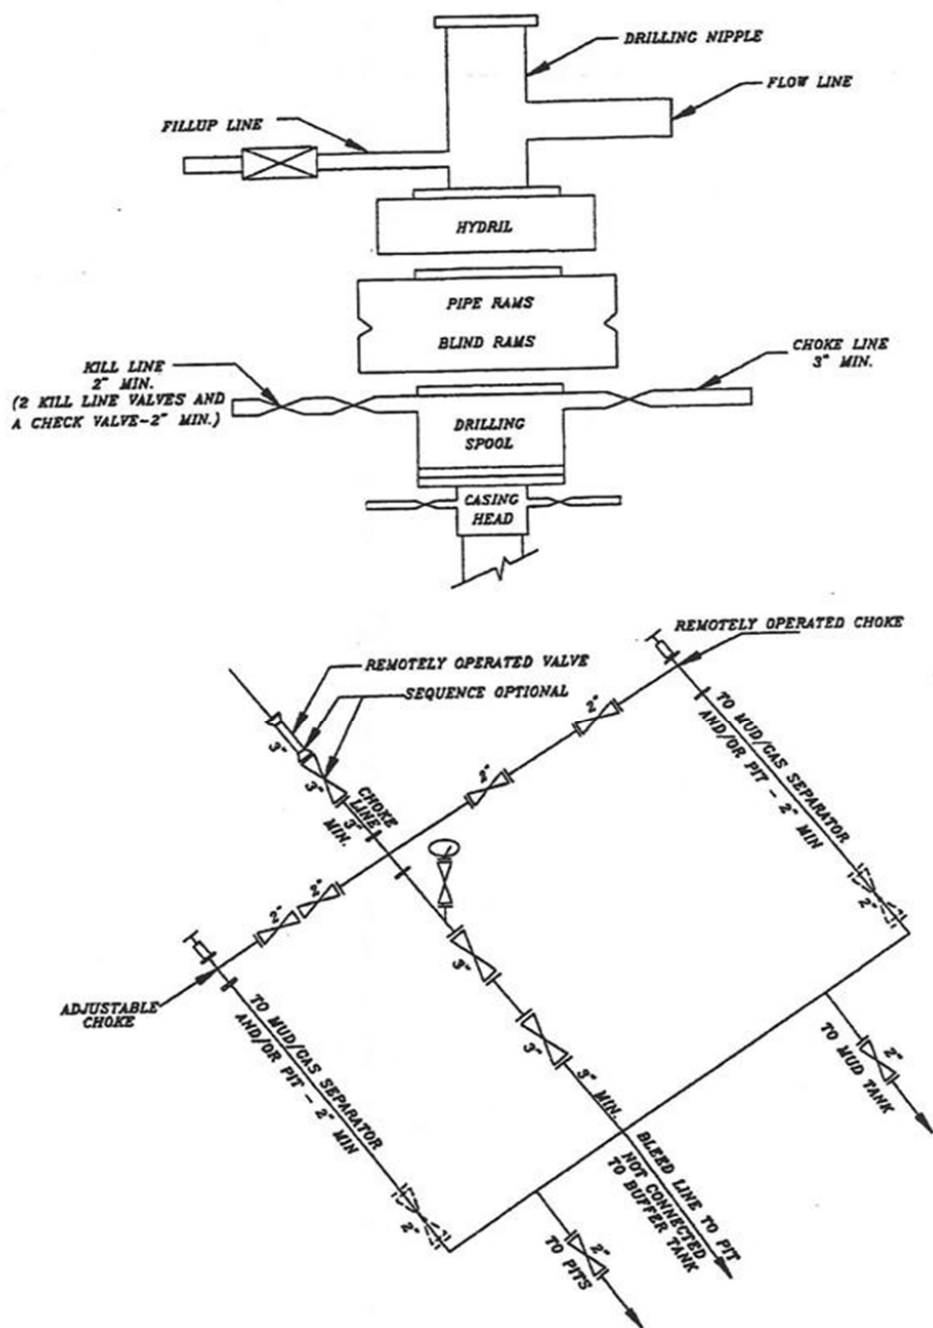 DRILLING NIPPLE
FLOW LINE
FILLUP LINE
HYDRIL
PIPE RAMS
BLIND RAMS
KILL LINE
2" MIN.
(2 KILL LINE VALVES AND
A CHECK VALVE-2" MIN.)
CHOKE LINE
3" MIN.
DRILLING
SPOOL
CASING
HEAD
REMOTELY OPERATED CHOKE
REMOTELY OPERATED VALVE
SEQUENCE OPTIONAL
3"
3"
CHOKE
LINE
3"
MIN.
2"
2"
TO MUD/GAS SEPARATOR
AND/OR PIT - 2" MIN
2"
2"
2"
3"
3"
3" MIN.
2"
ADJUSTABLE
CHOKE
TO MUD/GAS SEPARATOR
AND/OR PIT - 2" MIN
2"
2"
TO MUD TANK
BLEED LINE TO PIT
NOT CONNECTED
TO BUFFER TANK
2"
TO PITS